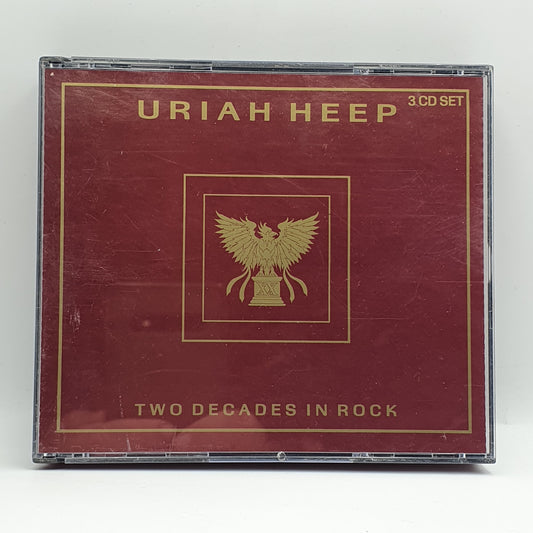 URIAH HEEP
3 CD SET
XX
TWO DECADES IN ROCK